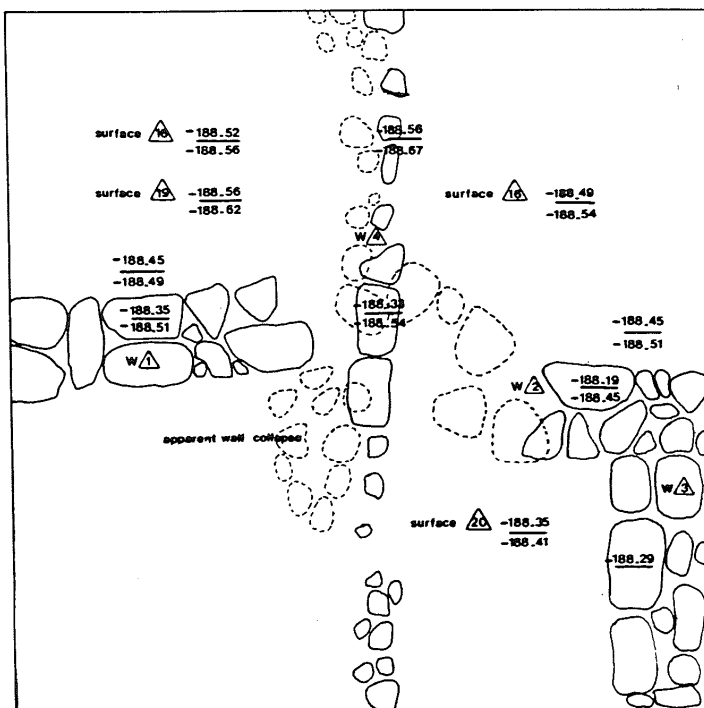 surface 16 -188.52
-188.56
-188.56
-188.67
surface 19 -188.56
-188.62
surface 16 -188.49
-188.54
W 4
-188.45
-188.49
-188.35
-188.51
-188.33
-188.54
-188.45
-188.51
W 1
W 2
-188.19
-188.45
apparent wall collapse
W 3
surface 20 -188.35
-188.41
-188.29